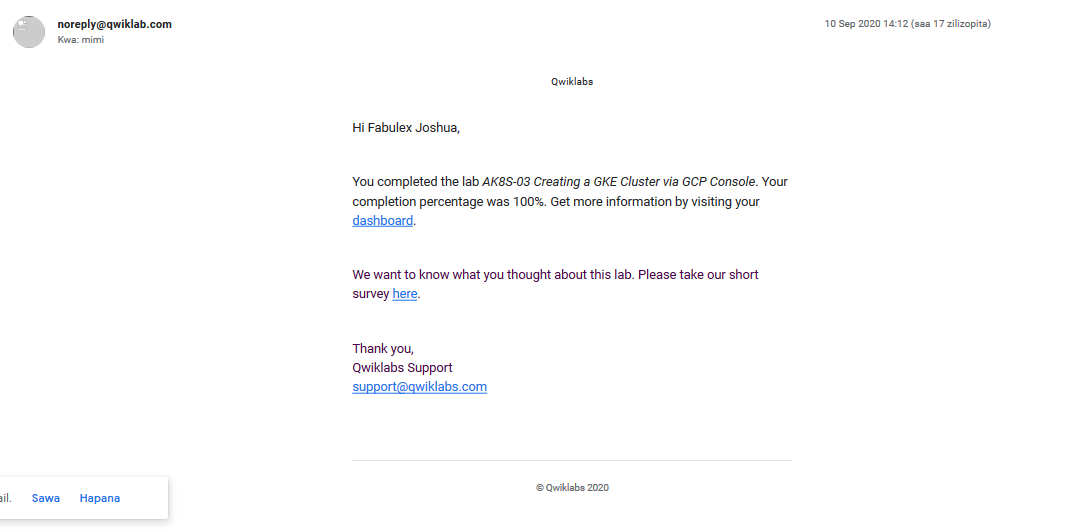 noreply@qwiklab.com
10 Sep 2020 14:12 (saa 17 zilizopita)
Kwa: mimi
Qwiklabs
Hi Fabulex Joshua,
You completed the lab AK8S-03 Creating a GKE Cluster via GCP Console. Your
completion percentage was 100%. Get more information by visiting your
dashboard.
We want to know what you thought about this lab. Please take our short
survey here.
Thank you,
Qwiklabs Support
support@qwiklabs.com
ail. Sawa Hapana
© Qwiklabs 2020